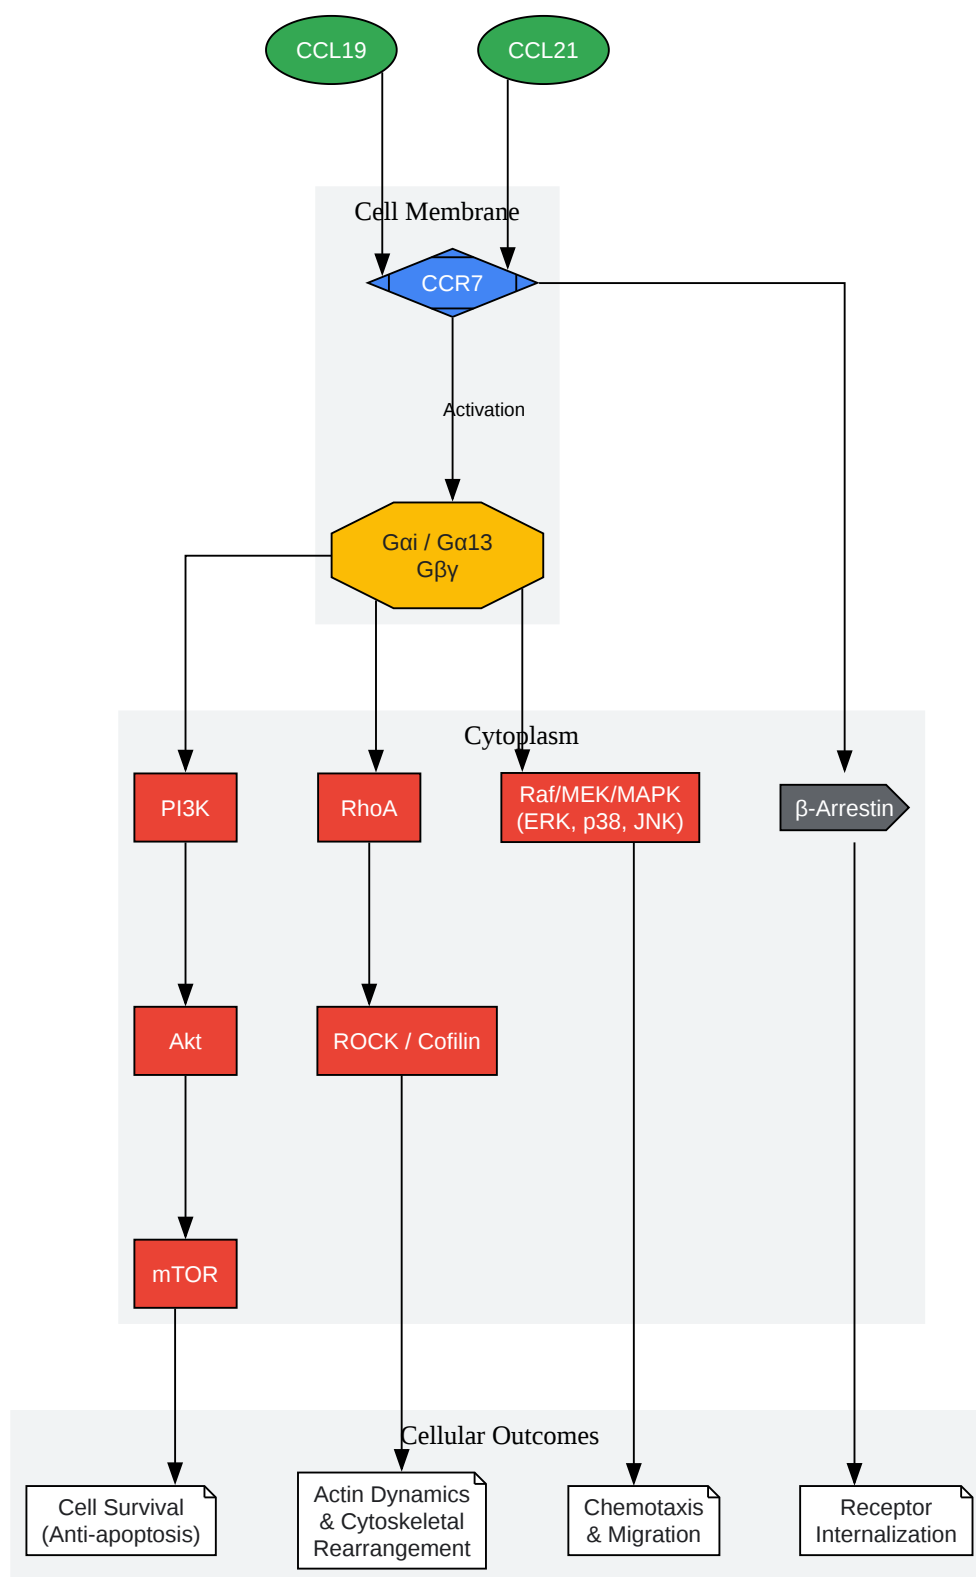 CCL19
CCL21
Cell Membrane
CCR7
Activation
Gαi / Gα13
Gβγ
Cytoplasm
PI3K
RhoA
Raf/MEK/MAPK
(ERK, p38, JNK)
β-Arrestin
Akt
ROCK / Cofilin
mTOR
Cellular Outcomes
Cell Survival
(Anti-apoptosis)
Actin Dynamics
& Cytoskeletal
Rearrangement
Chemotaxis
& Migration
Receptor
Internalization